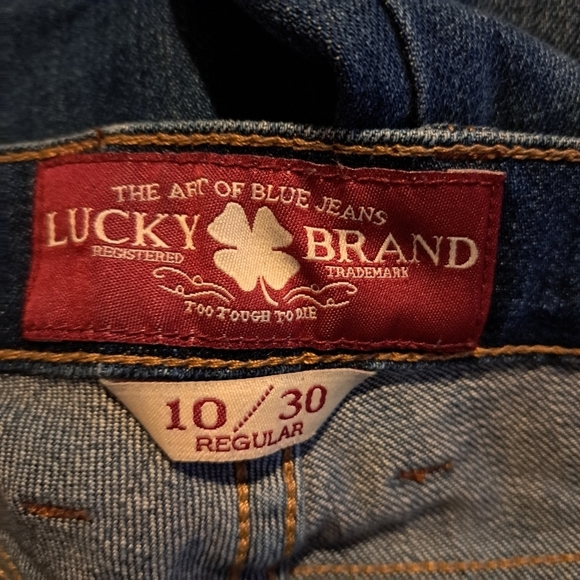 THE ART OF BLUE JEANS
LUCKY BRAND
REGISTERED TRADEMARK
TOO TOUGH TO DIE
10/30
REGULAR